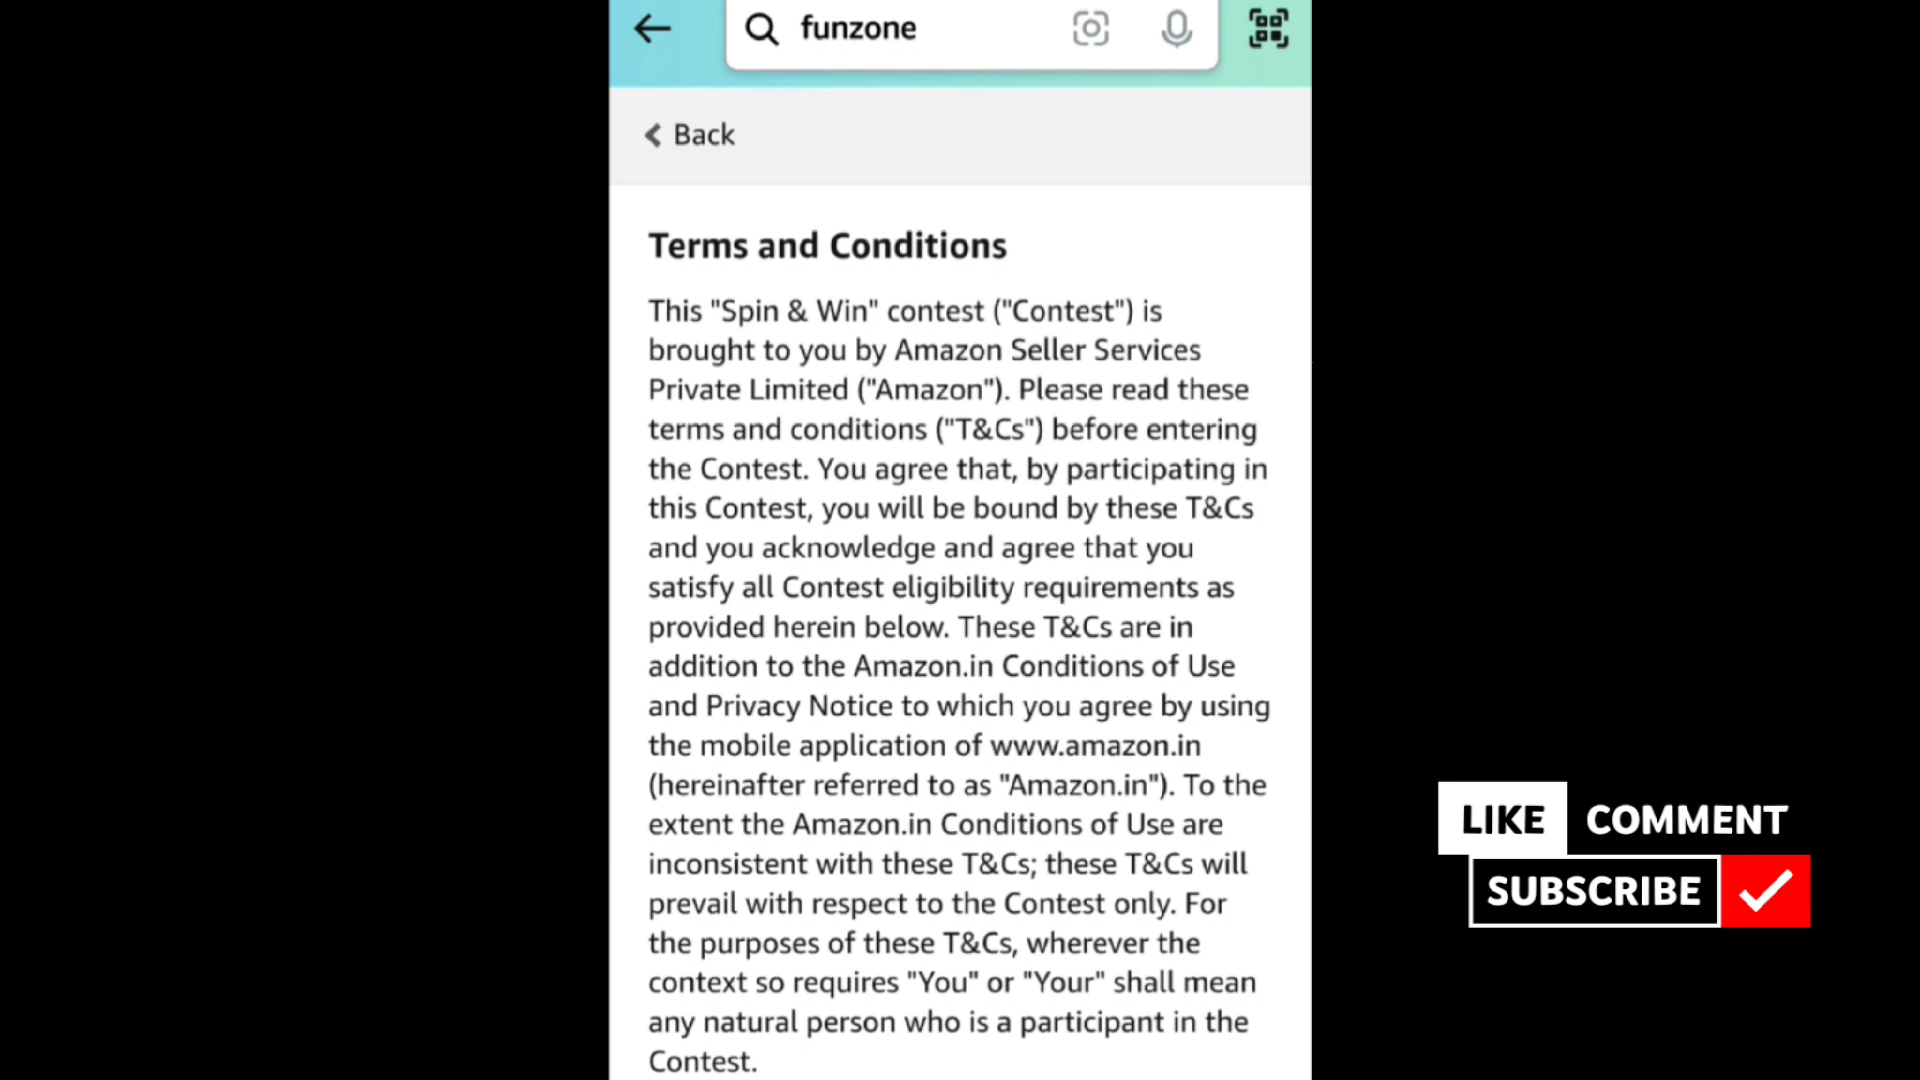 funzone
Back
Terms and Conditions
This "Spin & Win" contest ("Contest") is
brought to you by Amazon Seller Services
Private Limited ("Amazon"). Please read these
terms and conditions ("T&Cs") before entering
the Contest. You agree that, by participating in
this Contest, you will be bound by these T&Cs
and you acknowledge and agree that you
satisfy all Contest eligibility requirements as
provided herein below. These T&Cs are in
addition to the Amazon.in Conditions of Use
and Privacy Notice to which you agree by using
the mobile application of www.amazon.in
(hereinafter referred to as "Amazon.in"). To the
extent the Amazon.in Conditions of Use are
inconsistent with these T&Cs; these T&Cs will
prevail with respect to the Contest only. For
the purposes of these T&Cs, wherever the
context so requires "You" or "Your" shall mean
any natural person who is a participant in the
Contest.
LIKE COMMENT
SUBSCRIBE